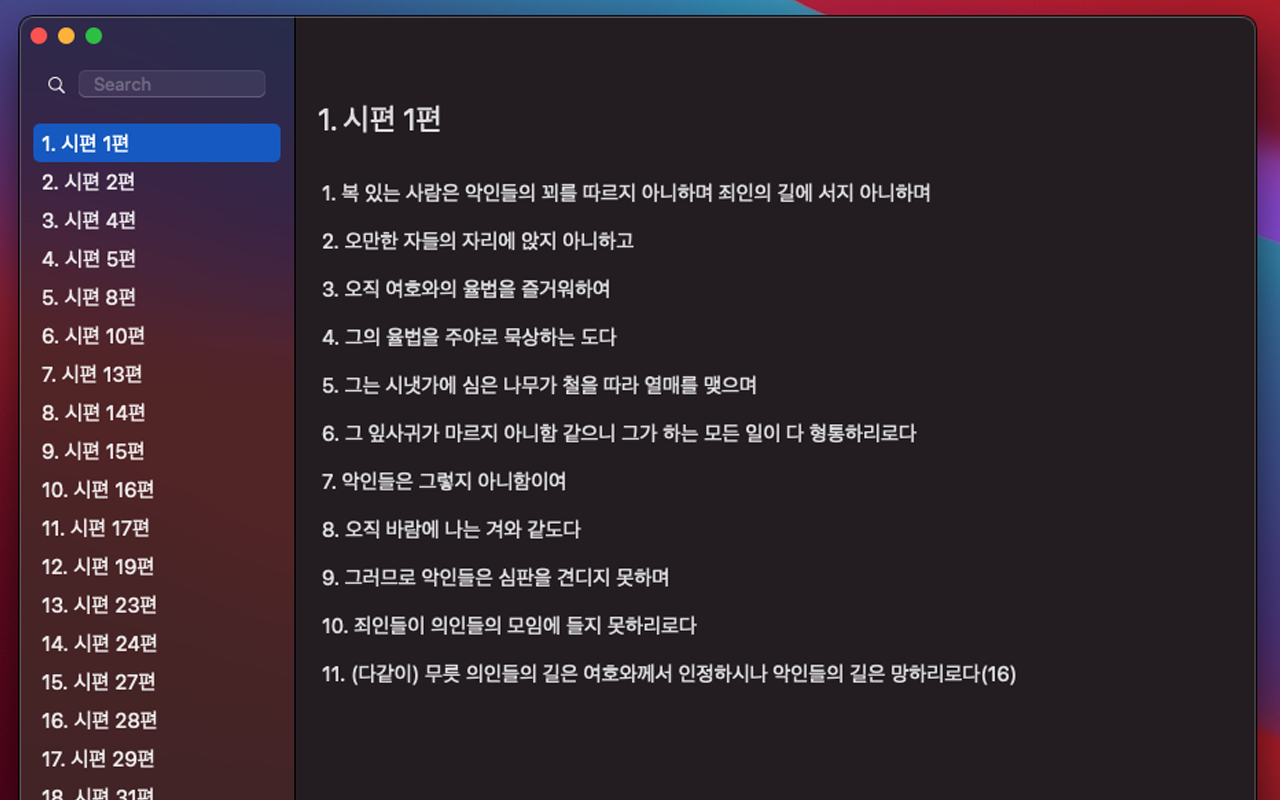 Search
1. 시편 1편
2. 시편 2편
3. 시편 4편
4. 시편 5편
5. 시편 8편
6. 시편 10편
7. 시편 13편
8. 시편 14편
9. 시편 15편
10. 시편 16편
11. 시편 17편
12. 시편 19편
13. 시편 23편
14. 시편 24편
15. 시편 27편
16. 시편 28편
17. 시편 29편
18. 시편 31편
1. 시편 1편
1. 복 있는 사람은 악인들의 꾀를 따르지 아니하며 죄인의 길에 서지 아니하며
2. 오만한 자들의 자리에 앉지 아니하고
3. 오직 여호와의 율법을 즐거워하여
4. 그의 율법을 주야로 묵상하는 도다
5. 그는 시냇가에 심은 나무가 철을 따라 열매를 맺으며
6. 그 잎사귀가 마르지 아니함 같으니 그가 하는 모든 일이 다 형통하리로다
7. 악인들은 그렇지 아니함이여
8. 오직 바람에 나는 겨와 같도다
9. 그러므로 악인들은 심판을 견디지 못하며
10. 죄인들이 의인들의 모임에 들지 못하리로다
11. (다같이) 무릇 의인들의 길은 여호와께서 인정하시나 악인들의 길은 망하리로다(16)